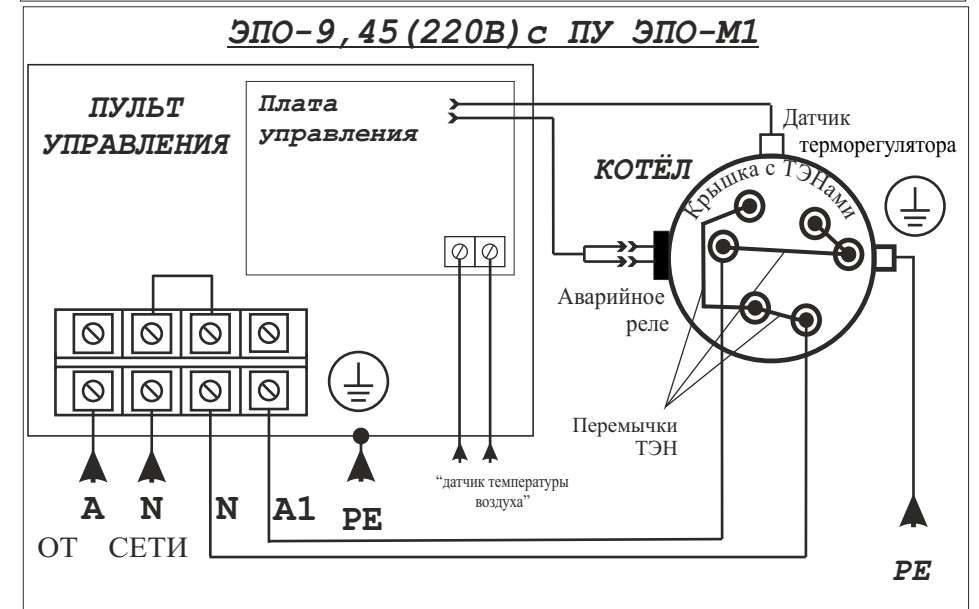 ЭПО-9,45(220В)с ПУ ЭПО-М1
ПУЛЬТ
УПРАВЛЕНИЯ
Плата
управления
КОТЁЛ
Датчик
терморегулятора
Крышка с ТЭНами
Аварийное
реле
Перемычки
ТЭН
“датчик температуры
воздуха”
A N N A1 PE
ОТ СЕТИ
PE